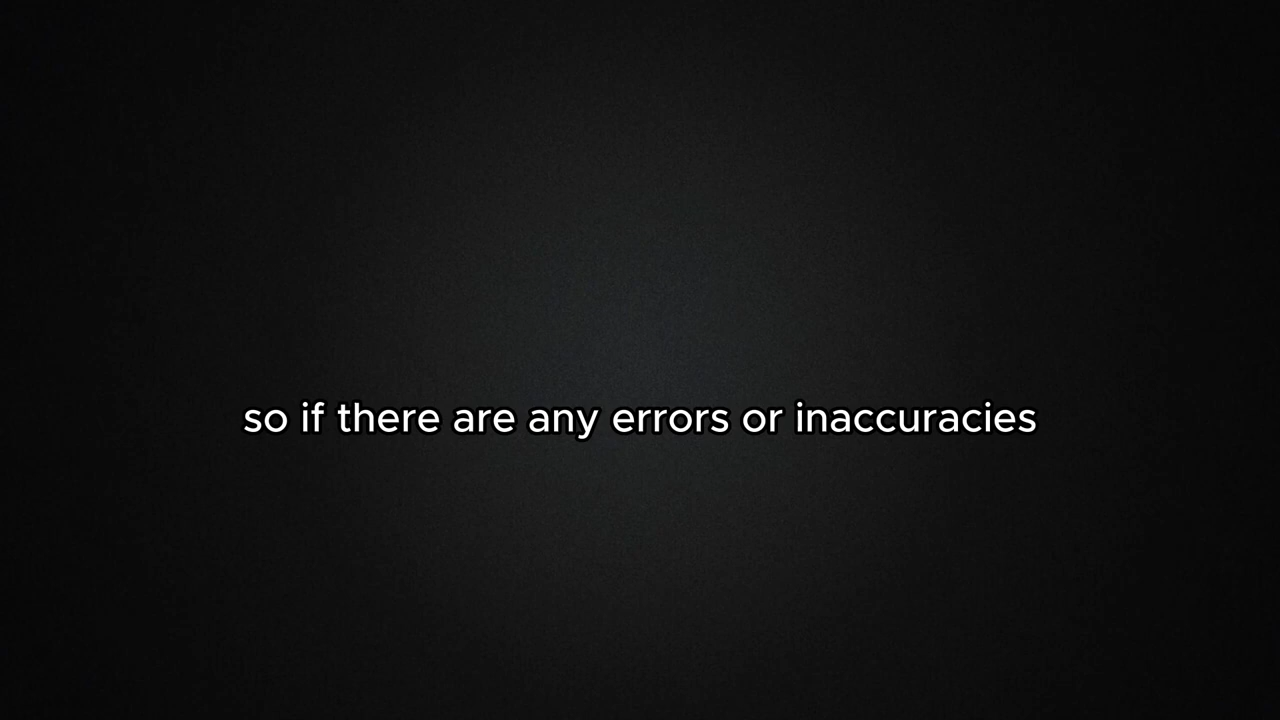 so if there are any errors or inaccuracies